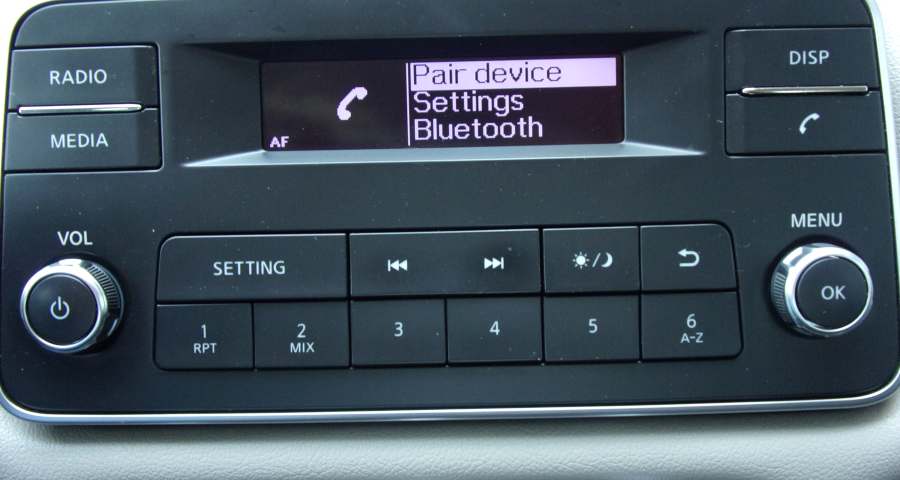 RADIO
MEDIA
Pair device
Settings
Bluetooth
AF
DISP
VOL
MENU
SETTING
OK
1
RPT
2
MIX
3
4
5
6
A-Z